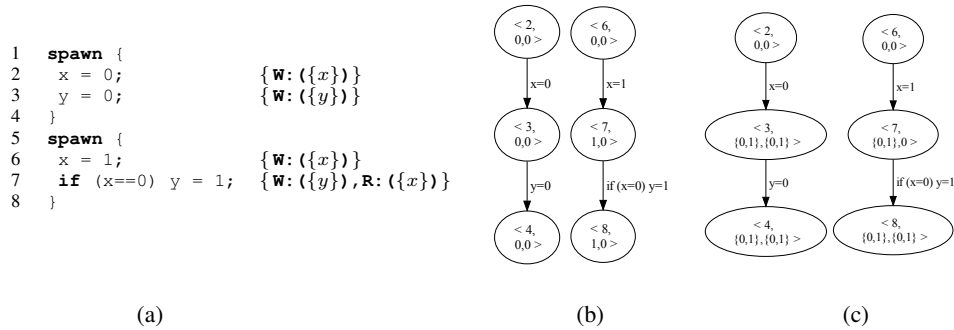 1 spawn {
2 x = 0; {W:({x})}
3 y = 0; {W:({y})}
4 }
5 spawn {
6 x = 1; {W:({x})}
7 if (x==0) y = 1; {W:({y}),R:({x})}
8 }
(a)
< 2,
0,0 >
x=0
< 3,
0,0 >
y=0
< 4,
0,0 >
< 6,
0,0 >
x=1
< 7,
1,0 >
if (x=0) y=1
< 8,
1,0 >
(b)
< 2,
0,0 >
x=0
< 3,
{0,1},{0,1} >
y=0
< 4,
{0,1},{0,1} >
< 6,
0,0 >
x=1
< 7,
{0,1},0 >
if (x=0) y=1
< 8,
{0,1},{0,1} >
(c)